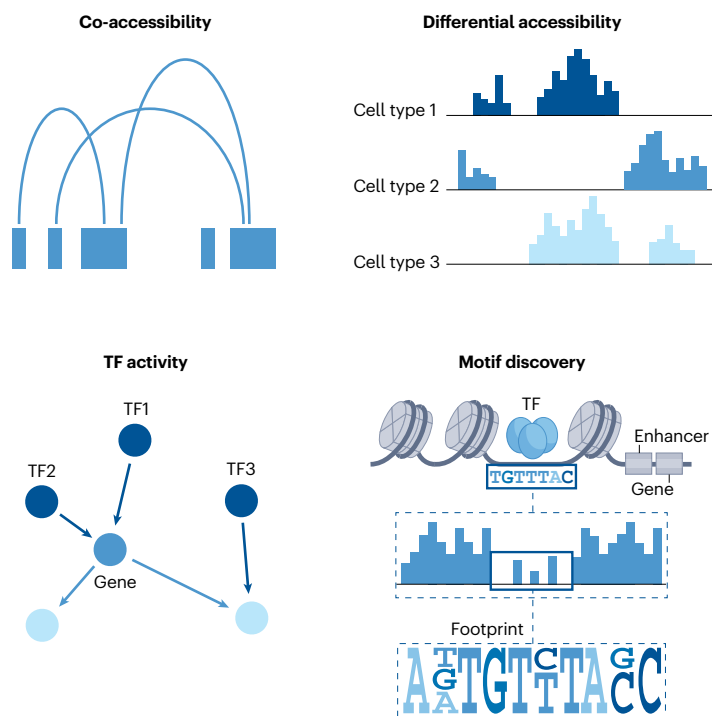 Co-accessibility
Differential accessibility
Cell type 1
Cell type 2
Cell type 3
TF activity
TF1
TF2
TF3
Gene
Motif discovery
TF
Enhancer
TGTTTAC
Gene
Footprint
T C G
A G T G T T T A C C
A